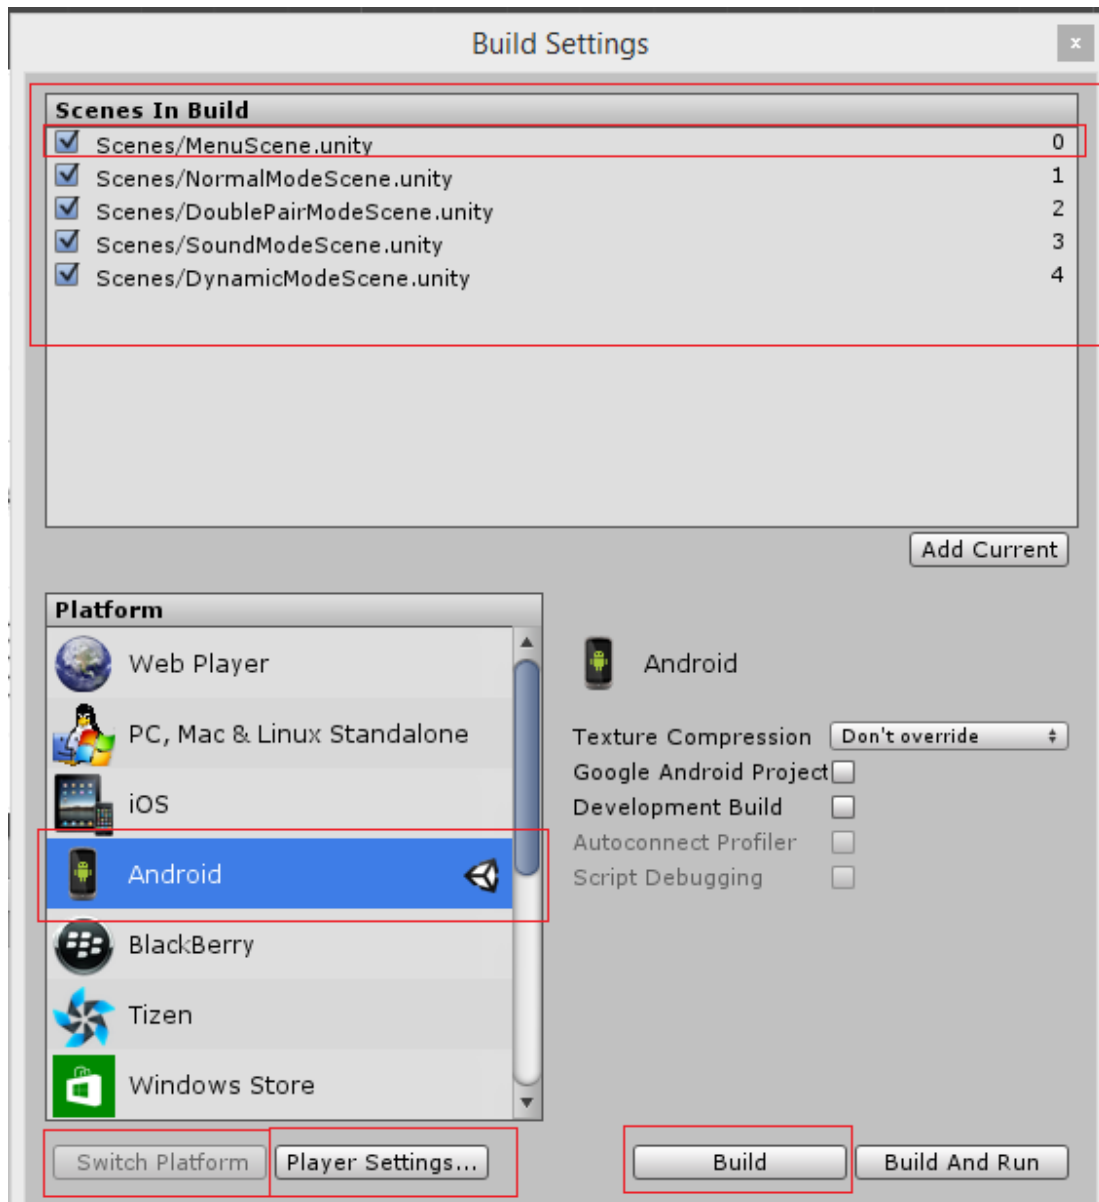 Build Settings
x
Scenes In Build
Scenes/MenuScene.unity 0
Scenes/NormalModeScene.unity 1
Scenes/DoublePairModeScene.unity 2
Scenes/SoundModeScene.unity 3
Scenes/DynamicModeScene.unity 4
Add Current
Platform
Web Player
PC, Mac & Linux Standalone
iOS
Android
BlackBerry
Tizen
Windows Store
Android
Texture Compression Don't override
Google Android Project
Development Build
Autoconnect Profiler
Script Debugging
Switch Platform Player Settings... Build Build And Run